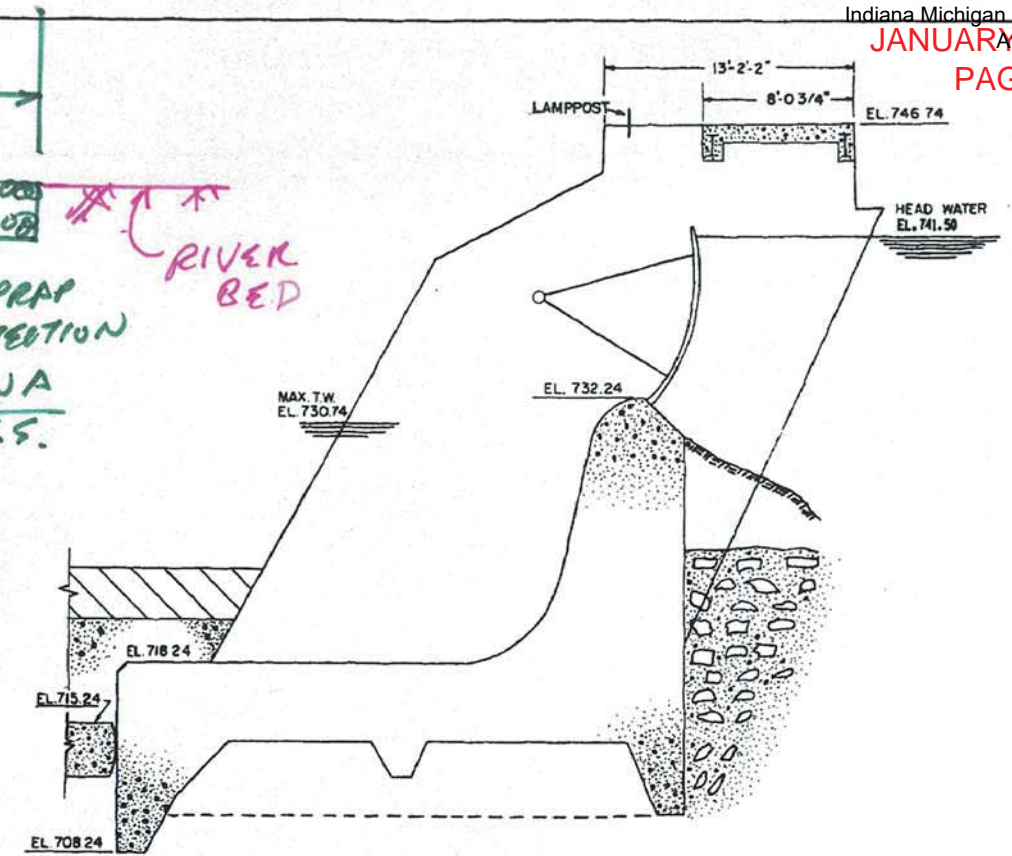 Indiana Michigan
JANUARY
PAG
13'-2'-2"
8'-0 3/4"
LAMPPOST
EL. 746 74
HEAD WATER
EL. 741.50
RIVER
BED
EL. 732.24
MAX. T.W.
EL. 730.74
EL. 718 24
EL. 715.24
EL. 708 24